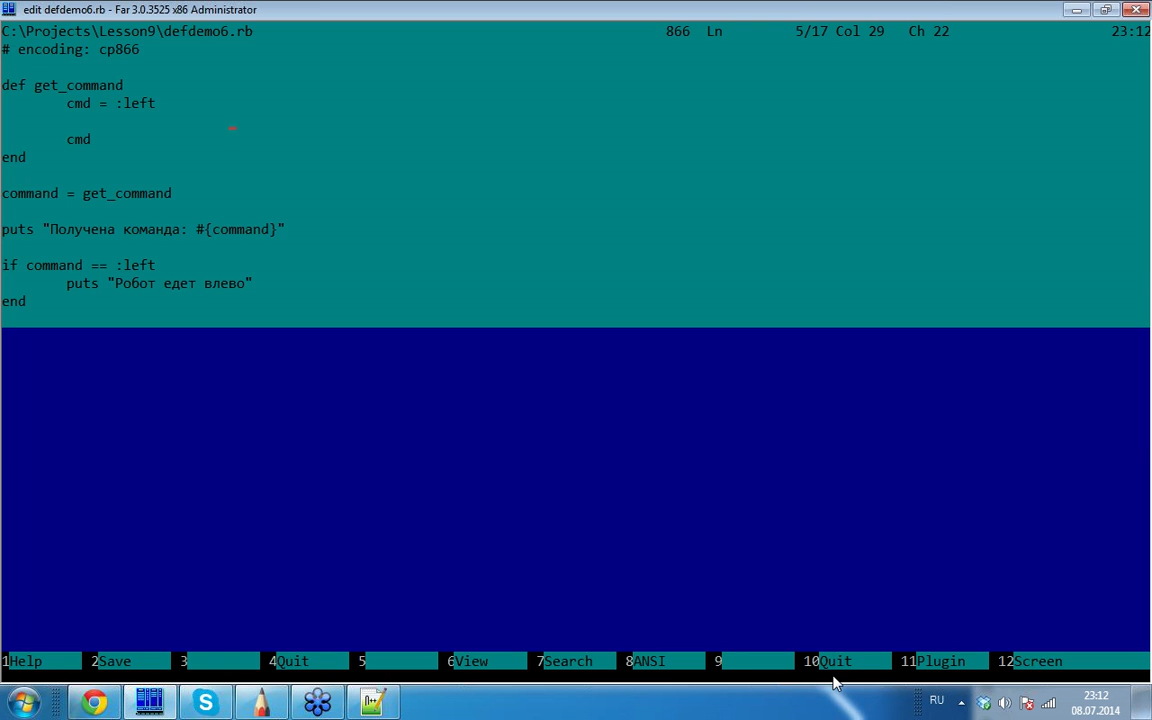 edit defdemo6.rb - Far 3.0.3525 x86 Administrator
C:\Projects\Lesson9\defdemo6.rb 866 Ln 5/17 Col 29 Ch 22 23:12
# encoding: cp866
def get_command
cmd = :left
cmd
end
command = get_command
puts "Получена команда: #{command}"
if command == :left
puts "Робот едет влево"
end
1Help 2Save 3 4Quit 5 6View 7Search 8ANSI 9 10Quit 11Plugin 12Screen
RU 23:12
08.07.2014